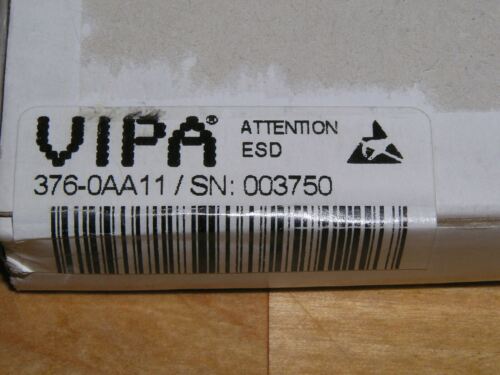 VIPA® ATTENTION
ESD
376-0AA11 / SN: 003750